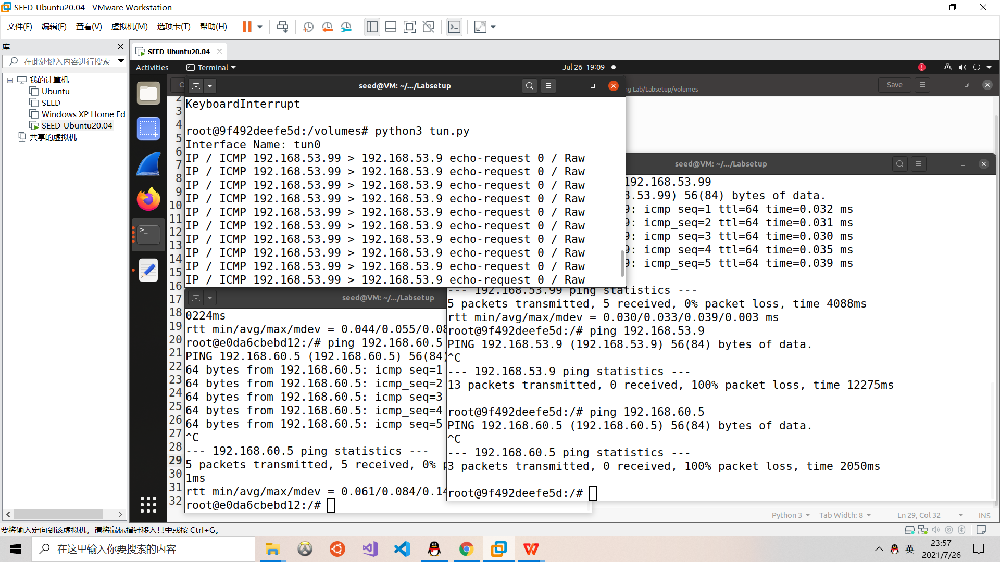 SEED-Ubuntu20.04 - VMware Workstation
文件(F) 编辑(E) 查看(V) 虚拟机(M) 选项卡(T) 帮助(H)
库
在此处键入内容进行搜索
我的计算机
Ubuntu
SEED
Windows XP Home Ed
SEED-Ubuntu20.04
共享的虚拟机
SEED-Ubuntu20.04
Activities Terminal Jul 26 19:09
seed@VM: ~/.../Labsetup
ng Lab/Labsetup/volumes Save
KeyboardInterrupt
root@9f492deefe5d:/volumes# python3 tun.py
Interface Name: tun0
IP / ICMP 192.168.53.99 > 192.168.53.9 echo-request 0 / Raw
IP / ICMP 192.168.53.99 > 192.168.53.9 echo-request 0 / Raw
IP / ICMP 192.168.53.99 > 192.168.53.9 echo-request 0 / Raw
IP / ICMP 192.168.53.99 > 192.168.53.9 echo-request 0 / Raw
IP / ICMP 192.168.53.99 > 192.168.53.9 echo-request 0 / Raw
IP / ICMP 192.168.53.99 > 192.168.53.9 echo-request 0 / Raw
IP / ICMP 192.168.53.99 > 192.168.53.9 echo-request 0 / Raw
IP / ICMP 192.168.53.99 > 192.168.53.9 echo-request 0 / Raw
IP / ICMP 192.168.53.99 > 192.168.53.9 echo-request 0 / Raw
IP / ICMP 192.168.53.99 > 192.168.53.9 echo-request 0 / Raw
2
3
4
5
6
7
8
9
10
11
12
13
14
15
16
17
18
19
20
21
22
23
24
25
26
27
28
29
30
31
32
seed@VM: ~/.../Labsetup
0224ms
rtt min/avg/max/mdev = 0.044/0.055/0.08
root@e0da6cbebd12:/# ping 192.168.60.5
PING 192.168.60.5 (192.168.60.5) 56(84)
64 bytes from 192.168.60.5: icmp_seq=1
64 bytes from 192.168.60.5: icmp_seq=2
64 bytes from 192.168.60.5: icmp_seq=3
64 bytes from 192.168.60.5: icmp_seq=4
64 bytes from 192.168.60.5: icmp_seq=5
^C
--- 192.168.60.5 ping statistics ---
5 packets transmitted, 5 received, 0% p
1ms
rtt min/avg/max/mdev = 0.061/0.084/0.14
root@e0da6cbebd12:/#
seed@VM: ~/.../Labsetup
192.168.53.99
8.53.99) 56(84) bytes of data.
9: icmp_seq=1 ttl=64 time=0.032 ms
9: icmp_seq=2 ttl=64 time=0.031 ms
9: icmp_seq=3 ttl=64 time=0.030 ms
9: icmp_seq=4 ttl=64 time=0.035 ms
9: icmp_seq=5 ttl=64 time=0.039 ms
--- 192.168.53.99 ping statistics ---
5 packets transmitted, 5 received, 0% packet loss, time 4088ms
rtt min/avg/max/mdev = 0.030/0.033/0.039/0.003 ms
root@9f492deefe5d:/# ping 192.168.53.9
PING 192.168.53.9 (192.168.53.9) 56(84) bytes of data.
^C
--- 192.168.53.9 ping statistics ---
13 packets transmitted, 0 received, 100% packet loss, time 12275ms
root@9f492deefe5d:/# ping 192.168.60.5
PING 192.168.60.5 (192.168.60.5) 56(84) bytes of data.
^C
--- 192.168.60.5 ping statistics ---
3 packets transmitted, 0 received, 100% packet loss, time 2050ms
root@9f492deefe5d:/#
Python 3 Tab Width: 8 Ln 29, Col 32 INS
要将输入定向到该虚拟机，请将鼠标指针移入其中或按 Ctrl+G。
在这里输入你要搜索的内容
英
23:57
2021/7/26